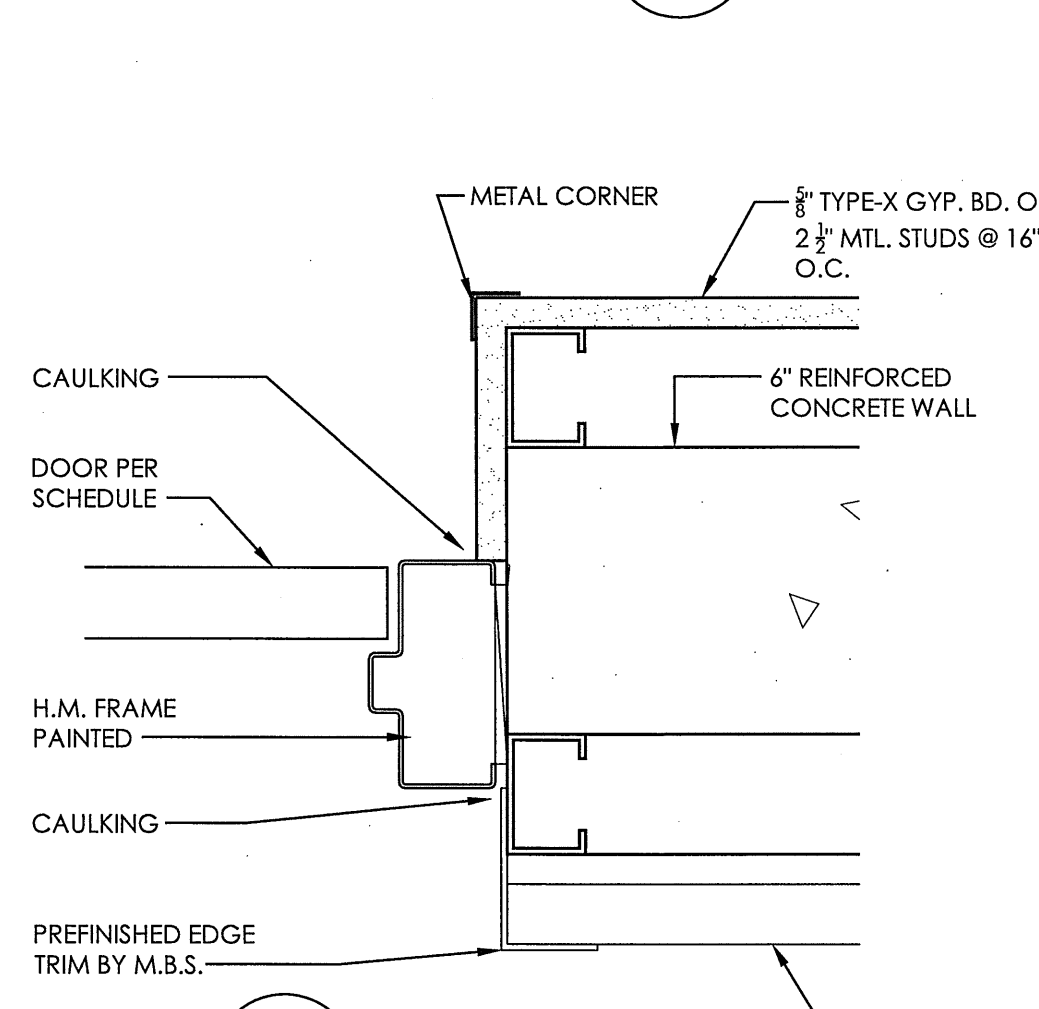 METAL CORNER
5/8" TYPE-X GYP. BD. O
2 1/2" MTL. STUDS @ 16"
O.C.
CAULKING
6" REINFORCED
CONCRETE WALL
DOOR PER
SCHEDULE
H.M. FRAME
PAINTED
CAULKING
PREFINISHED EDGE
TRIM BY M.B.S.